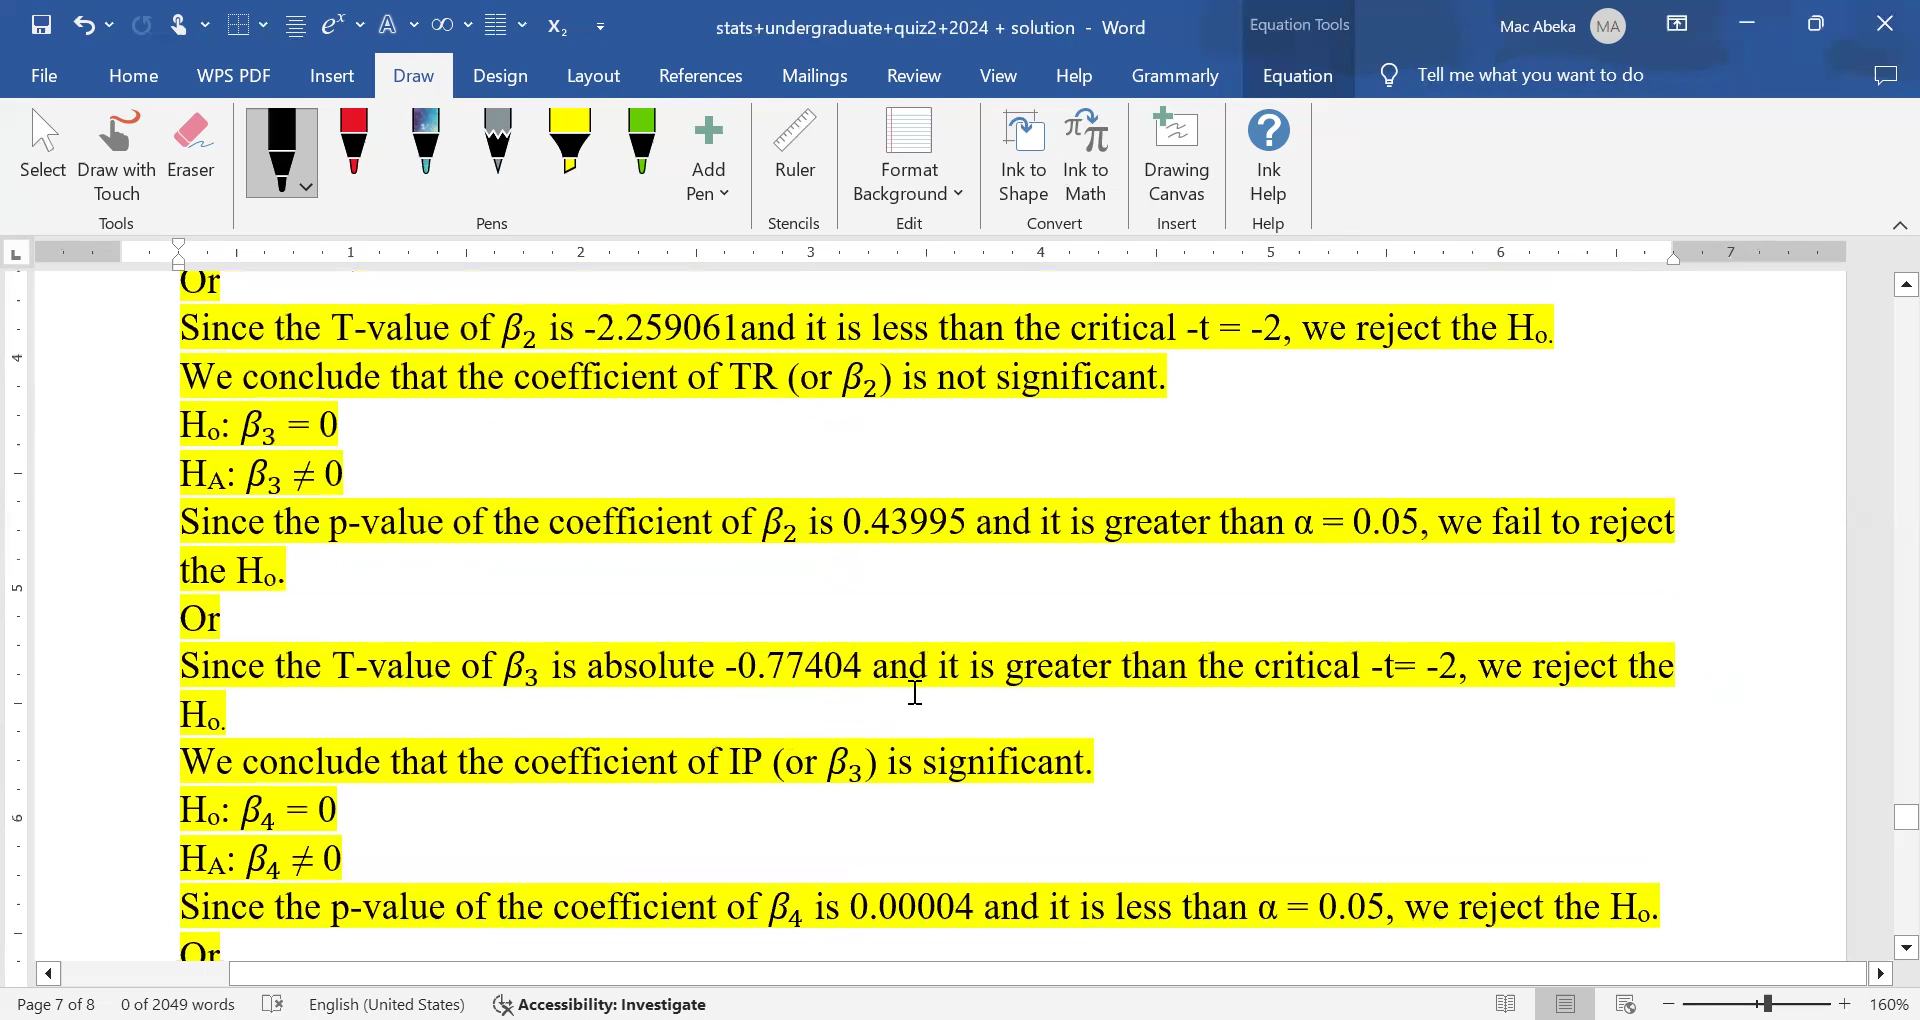 stats+undergraduate+quiz2+2024 + solution - Word
Equation Tools
Mac Abeka
MA
File Home WPS PDF Insert Draw Design Layout References Mailings Review View Help Grammarly Equation Tell me what you want to do
Select
Draw with Touch
Eraser
Tools
Pens
Add Pen
Ruler
Stencils
Format Background
Edit
Ink to Shape
Ink to Math
Convert
Drawing Canvas
Insert
Ink Help
Help
1 2 3 4 5 6 7
4
5
6
Or
Since the T-value of β₂ is -2.259061and it is less than the critical -t = -2, we reject the Hₒ.
We conclude that the coefficient of TR (or β₂) is not significant.
Hₒ: β₃ = 0
HA: β₃ ≠ 0
Since the p-value of the coefficient of β₂ is 0.43995 and it is greater than α = 0.05, we fail to reject
the Hₒ.
Or
Since the T-value of β₃ is absolute -0.77404 and it is greater than the critical -t= -2, we reject the
Hₒ.
We conclude that the coefficient of IP (or β₃) is significant.
Hₒ: β₄ = 0
HA: β₄ ≠ 0
Since the p-value of the coefficient of β₄ is 0.00004 and it is less than α = 0.05, we reject the Hₒ.
Or
Page 7 of 8 0 of 2049 words English (United States) Accessibility: Investigate 160%